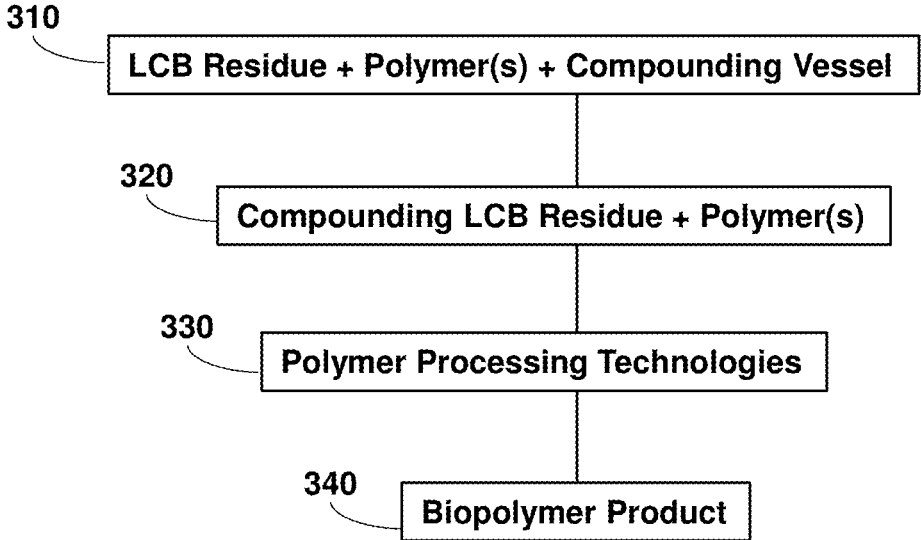 310
LCB Residue + Polymer(s) + Compounding Vessel
320
Compounding LCB Residue + Polymer(s)
330
Polymer Processing Technologies
340
Biopolymer Product